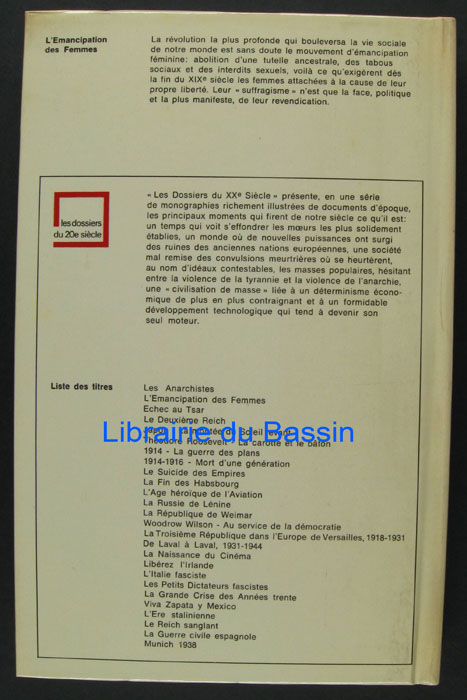 L'Emancipation
des Femmes
La révolution la plus profonde qui bouleversa la vie sociale
de notre monde est sans doute le mouvement d'émancipation
féminine: abolition d'une tutelle ancestrale, des tabous
sociaux et des interdits sexuels, voilà ce qu'exigèrent dès
la fin du XIXe siècle les femmes attachées à la cause de leur
propre liberté. Leur «suffragisme» n'est que la face, politique
et la plus manifeste, de leur revendication.
les dossiers
du 20e siècle
«Les Dossiers du XXe Siècle» présente, en une série
de monographies richement illustrées de documents d'époque,
les principaux moments qui firent de notre siècle ce qu'il est:
un temps qui voit s'effondrer les mœurs les plus solidement
établies, un monde où de nouvelles puissances ont surgi
des ruines des anciennes nations européennes, une société
mal remise des convulsions meurtrières où se heurtèrent,
au nom d'idéaux contestables, les masses populaires, hésitant
entre la violence de la tyrannie et la violence de l'anarchie,
une «civilisation de masse» liée à un déterminisme écono-
mique de plus en plus contraignant et à un formidable
développement technologique qui tend à devenir son
seul moteur.
Liste des titres
Les Anarchistes
L'Emancipation des Femmes
Echec au Tsar
Le Deuxième Reich
Japon - La montée du Soleil levant
Théodore Roosevelt - La carotte et le bâton
Librairie du Bassin
1914 - La guerre des plans
1914-1916 - Mort d'une génération
Le Suicide des Empires
La Fin des Habsbourg
L'Age héroïque de l'Aviation
La Russie de Lénine
La République de Weimar
Woodrow Wilson - Au service de la démocratie
La Troisième République dans l'Europe de Versailles, 1918-1931
De Laval à Laval, 1931-1944
La Naissance du Cinéma
Libérez l'Irlande
L'Italie fasciste
Les Petits Dictateurs fascistes
La Grande Crise des Années trente
Viva Zapata y Mexico
L'Ere stalinienne
Le Reich sanglant
La Guerre civile espagnole
Munich 1938